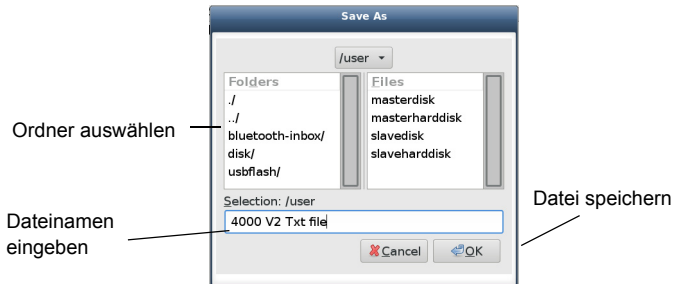 Save As
/user
Folders
./
../
bluetooth-inbox/
disk/
usbflash/
Files
masterdisk
masterharddisk
slavedisk
slaveharddisk
Ordner auswählen
Selection: /user
4000 V2 Txt file
Dateinamen
eingeben
Cancel
OK
Datei speichern